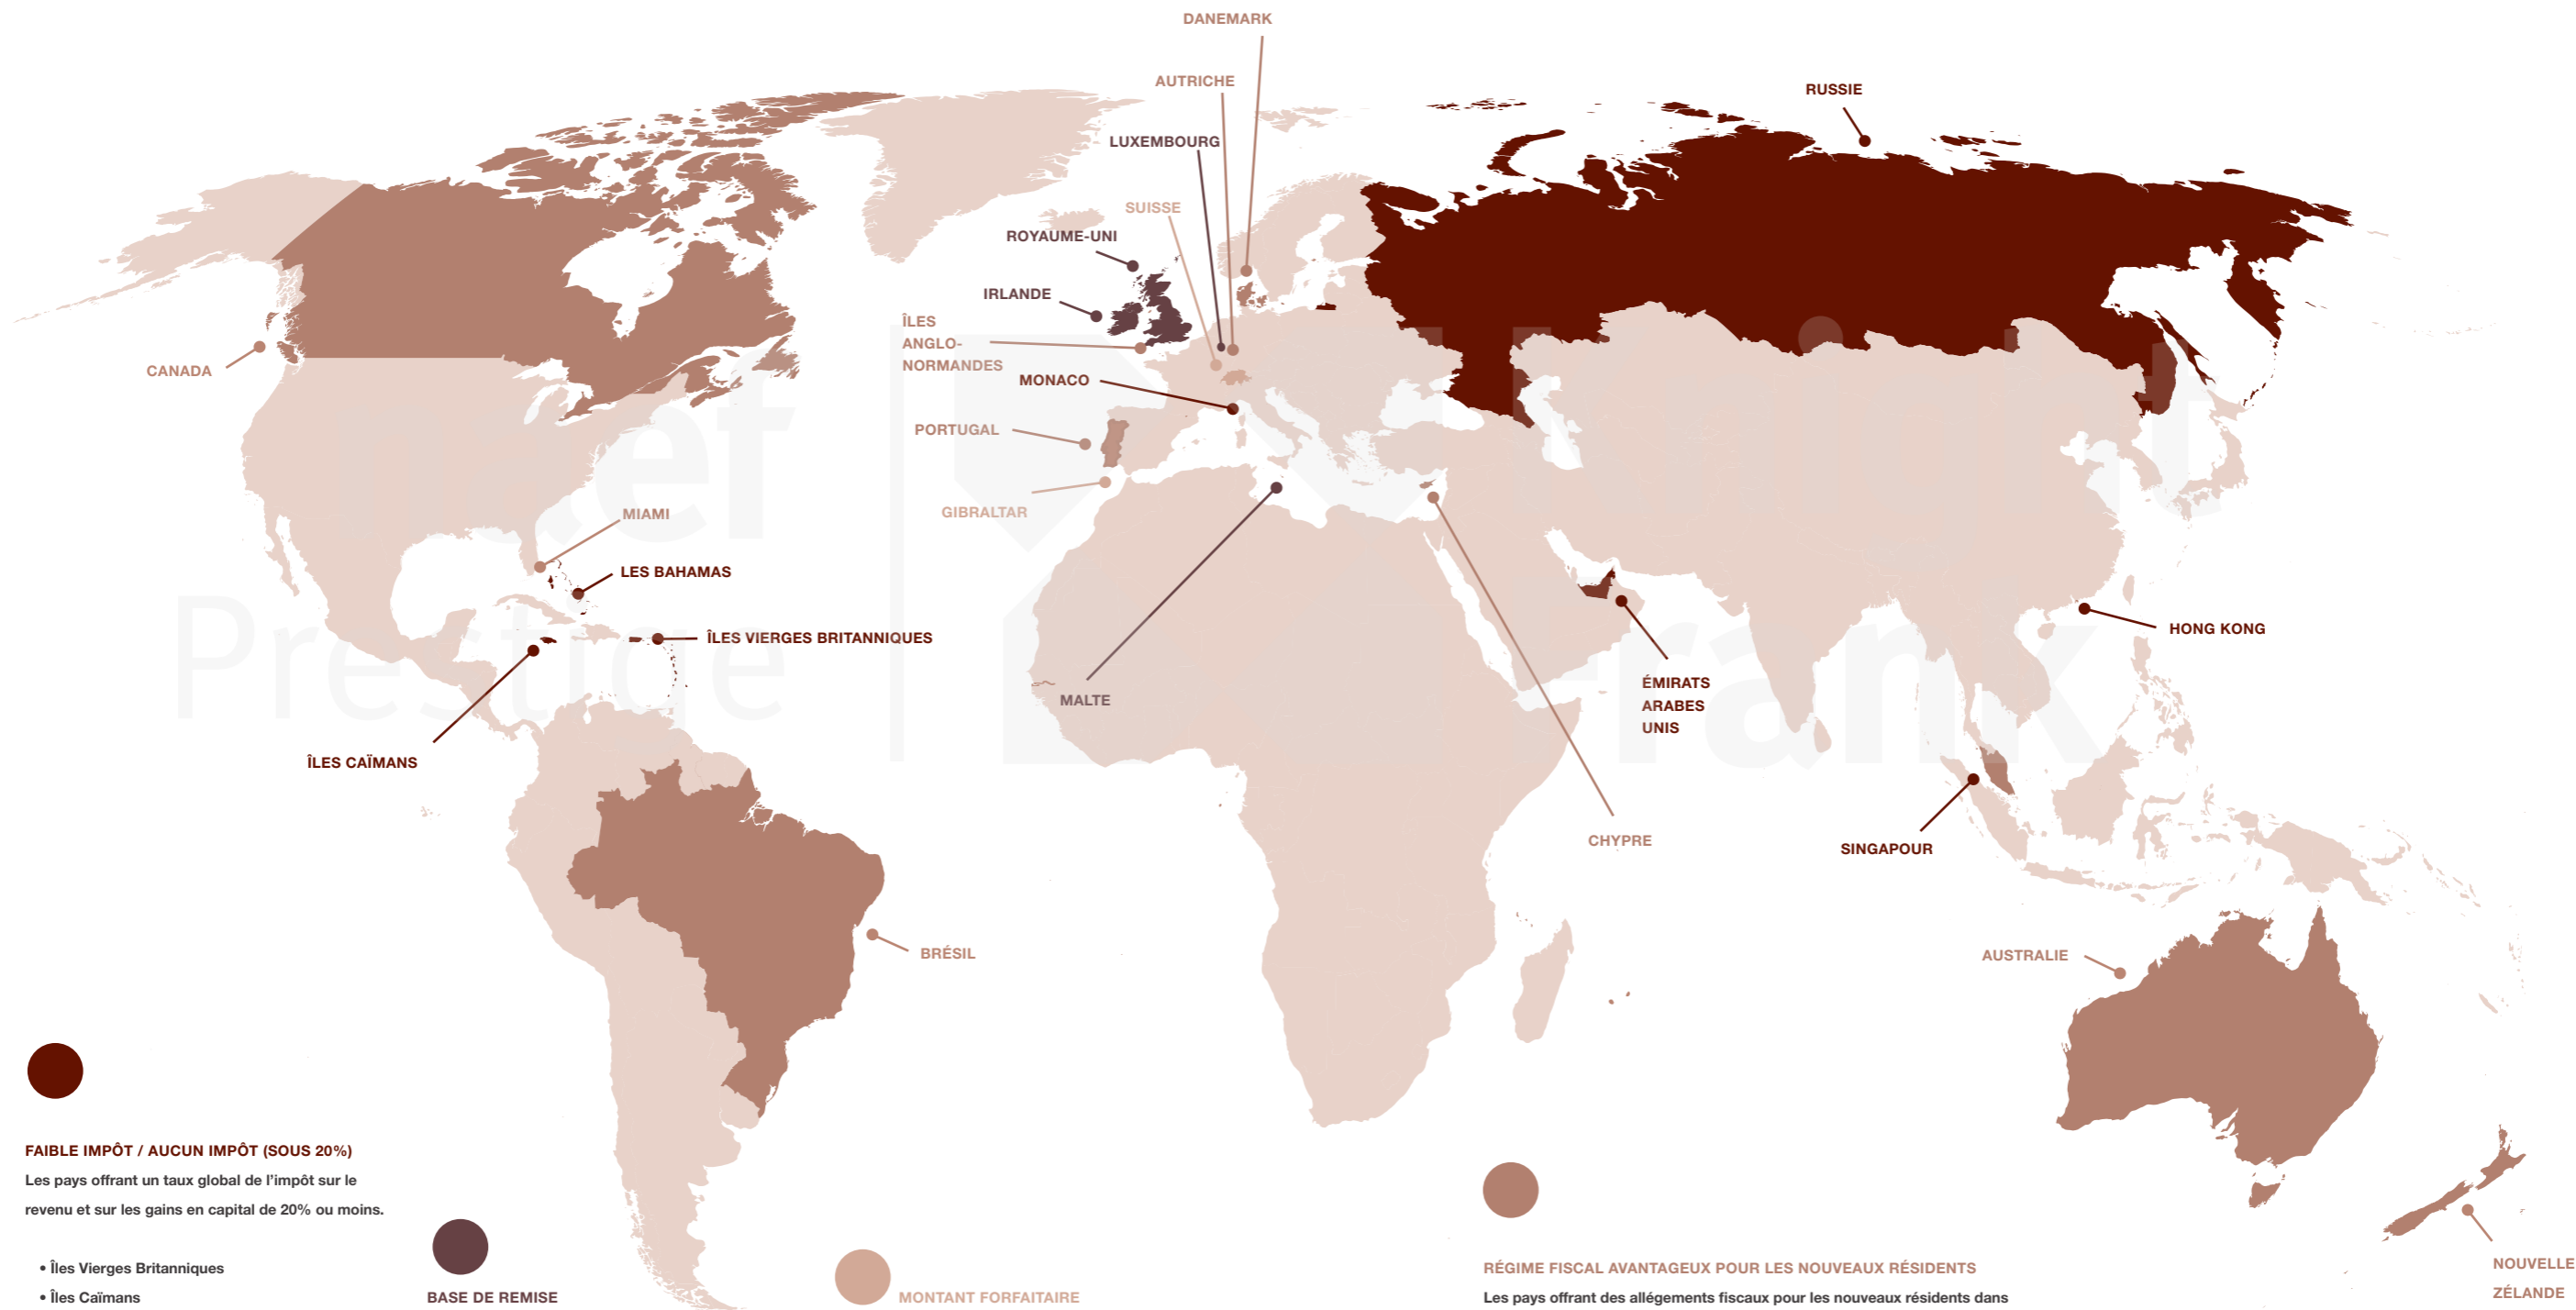 DANEMARK
AUTRICHE
RUSSIE
LUXEMBOURG
SUISSE
ROYAUME-UNI
IRLANDE
ÎLES
ANGLO-
NORMANDES
CANADA
MONACO
PORTUGAL
GIBRALTAR
MIAMI
LES BAHAMAS
ÎLES VIERGES BRITANNIQUES
HONG KONG
MALTE
ÉMIRATS
ARABES
UNIS
ÎLES CAÏMANS
CHYPRE
SINGAPOUR
BRÉSIL
AUSTRALIE
Prestige
FAIBLE IMPÔT / AUCUN IMPÔT (SOUS 20%)
Les pays offrant un taux global de l'impôt sur le
revenu et sur les gains en capital de 20% ou moins.
• Îles Vierges Britanniques
• Îles Caïmans
BASE DE REMISE
MONTANT FORFAITAIRE
RÉGIME FISCAL AVANTAGEUX POUR LES NOUVEAUX RÉSIDENTS
Les pays offrant des allégements fiscaux pour les nouveaux résidents dans
NOUVELLE
ZÉLANDE